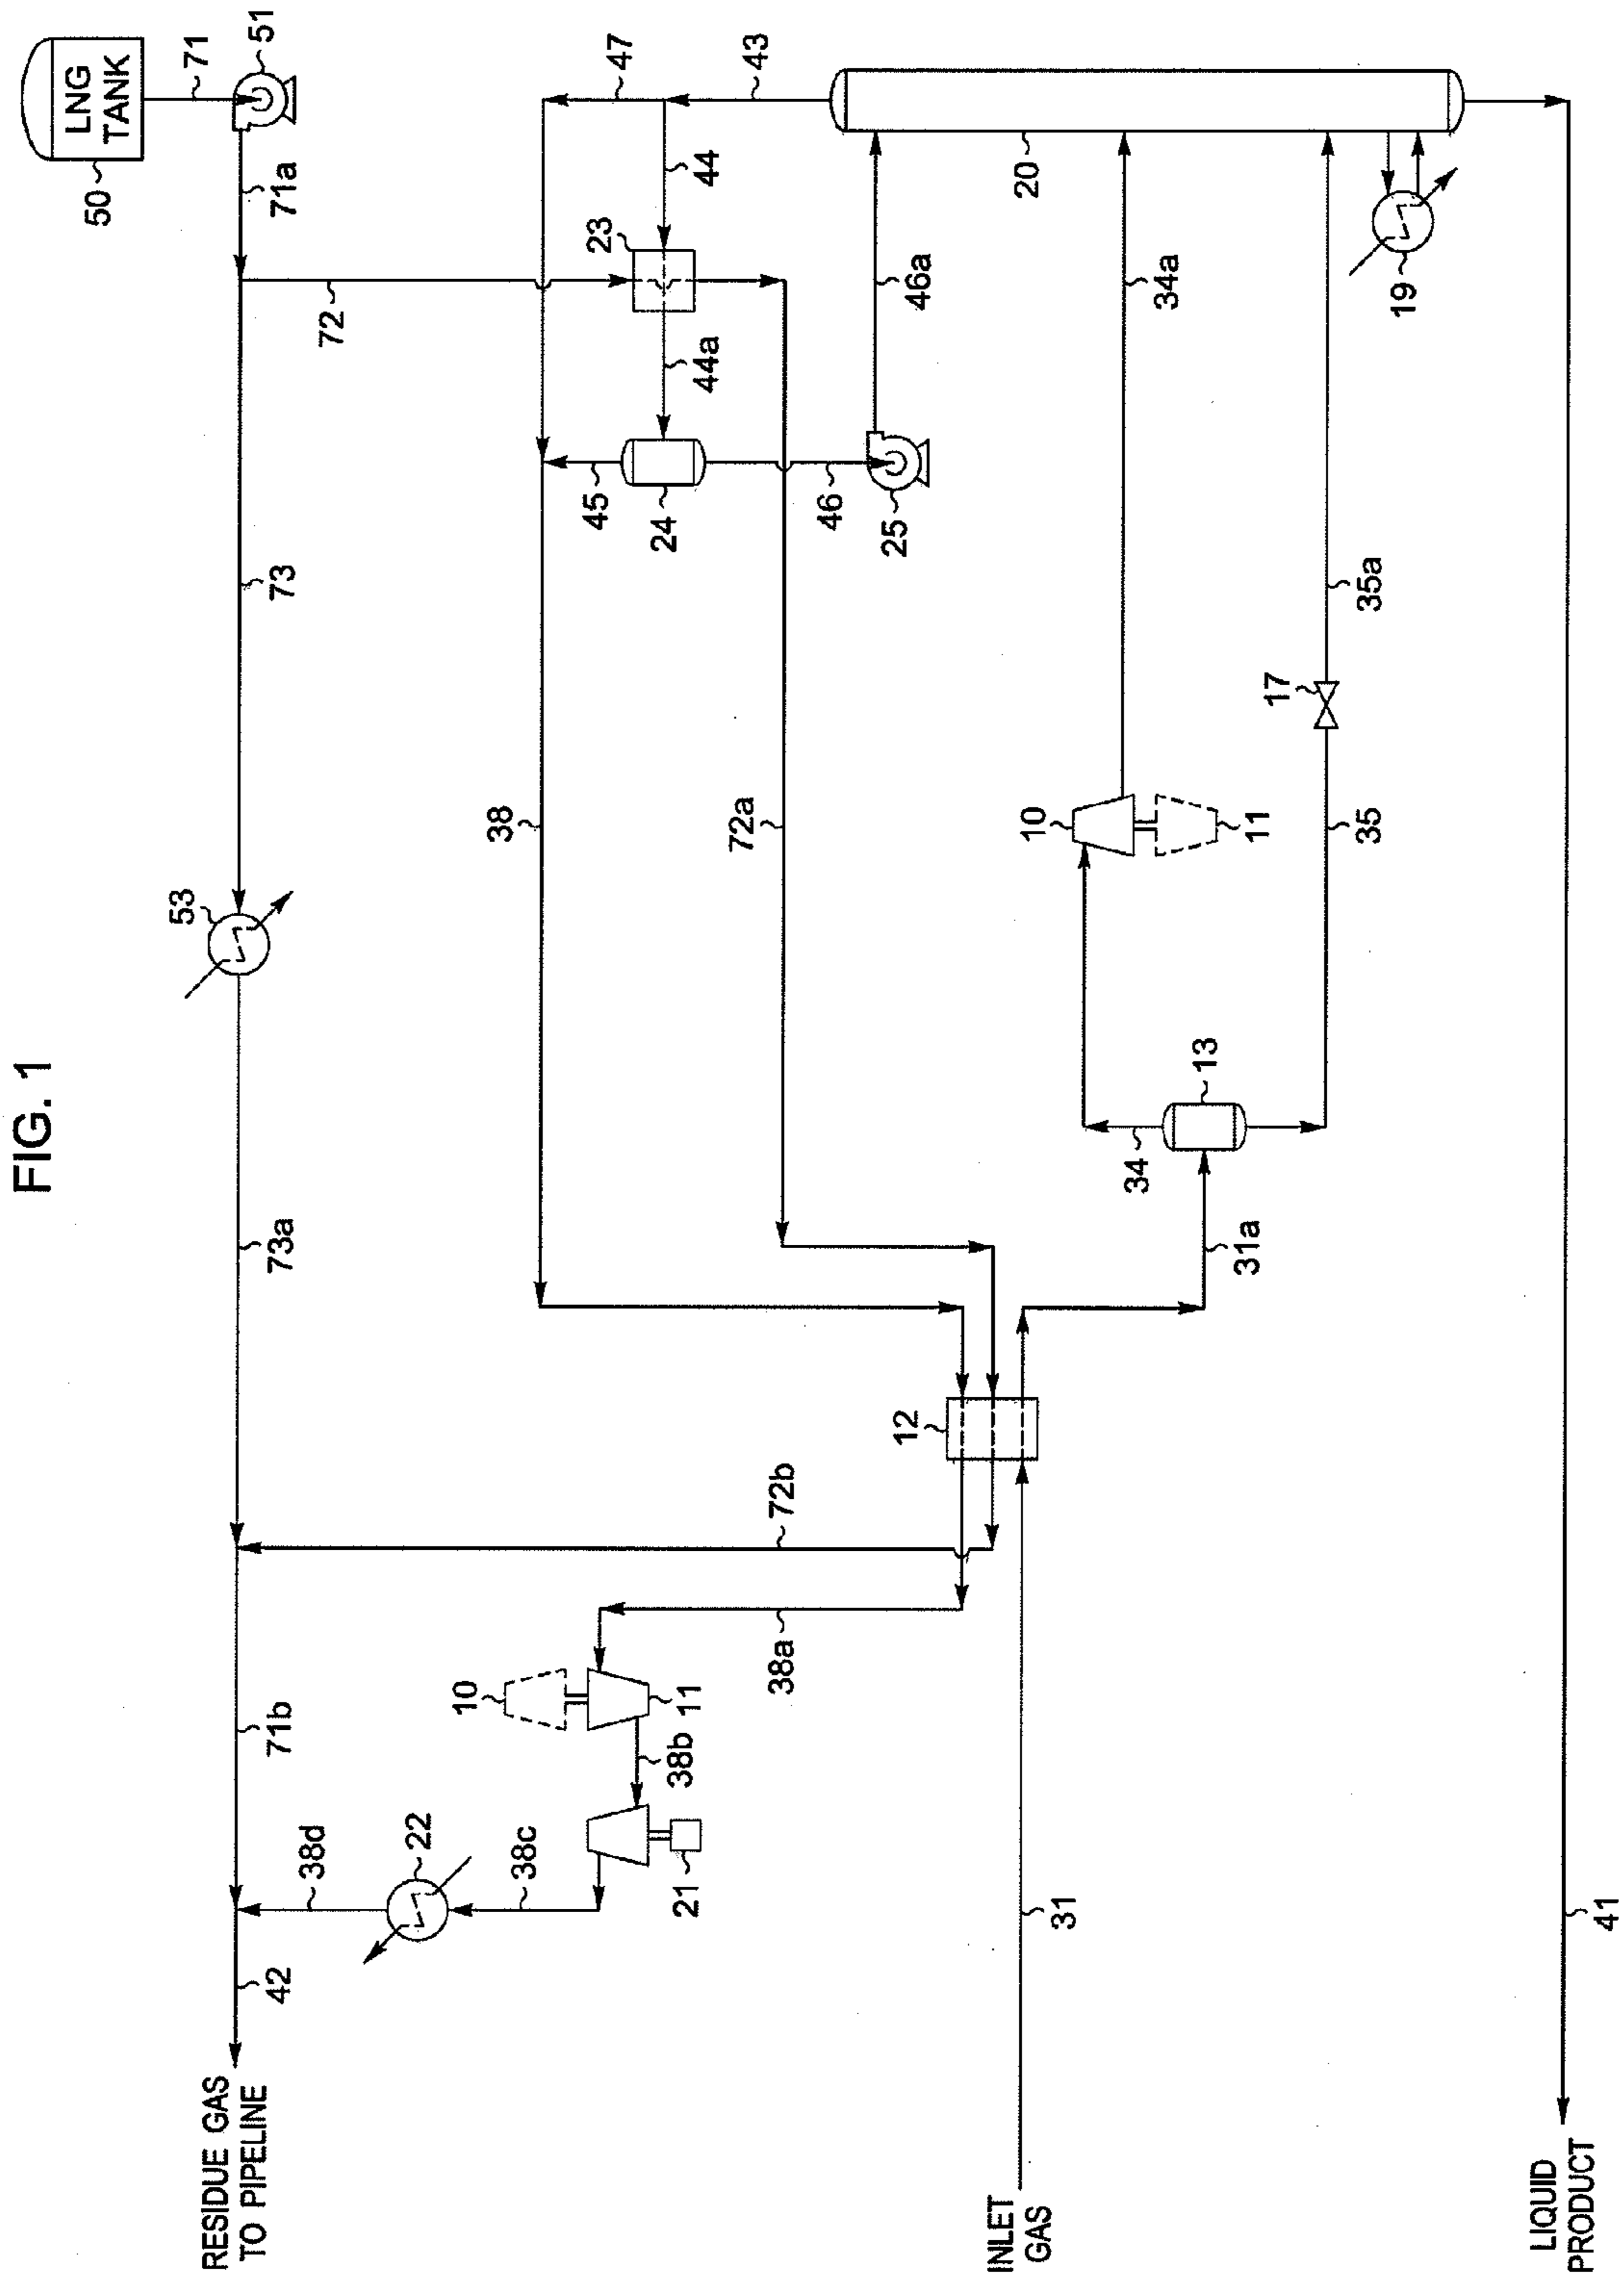 FIG. 1
LNG
TANK
50
71
51
71a
72
73
53
73a
71b
72b
42
RESIDUE GAS
TO PIPELINE
38d
22
38c
21
38b
10
11
38a
38
47
43
44
23
44a
45
24
46
25
46a
72a
12
31
INLET
GAS
31a
13
34
10
11
34a
20
35
17
35a
19
41
LIQUID
PRODUCT